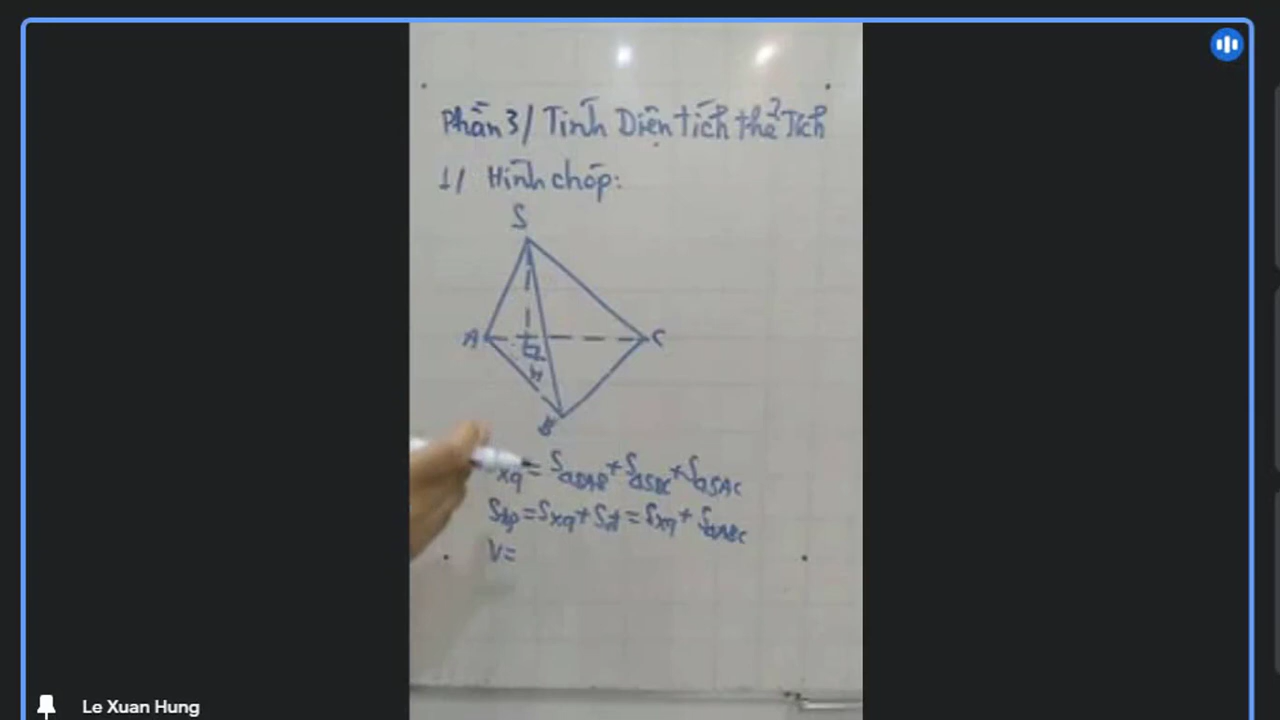 Phần 3/ Tính Diện tích thể Tích
1/ Hình chóp:
S
A
C
H
B
xq = S∆SAB + S∆SBC + S∆SAC
Stp = Sxq + Sđ = Sxq + S∆ABC
V=
Le Xuan Hung